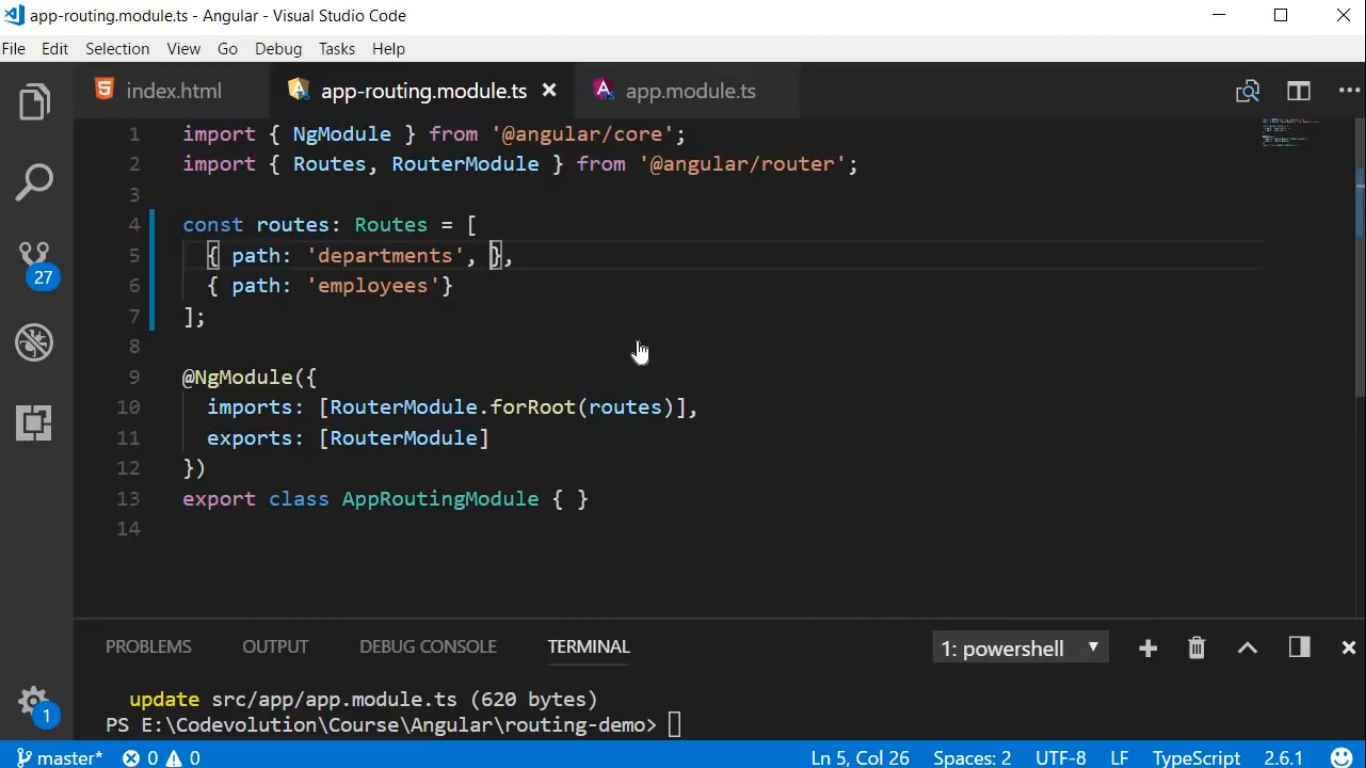 app-routing.module.ts - Angular - Visual Studio Code
File Edit Selection View Go Debug Tasks Help
index.html app-routing.module.ts app.module.ts
1 import { NgModule } from '@angular/core';
2 import { Routes, RouterModule } from '@angular/router';
3
4 const routes: Routes = [
5 { path: 'departments', },
6 { path: 'employees'}
7 ];
8
9 @NgModule({
10 imports: [RouterModule.forRoot(routes)],
11 exports: [RouterModule]
12 })
13 export class AppRoutingModule { }
14
27
PROBLEMS OUTPUT DEBUG CONSOLE TERMINAL 1: powershell
update src/app/app.module.ts (620 bytes)
PS E:\Codevolution\Course\Angular\routing-demo>
1
master* 0 0 Ln 5, Col 26 Spaces: 2 UTF-8 LF TypeScript 2.6.1